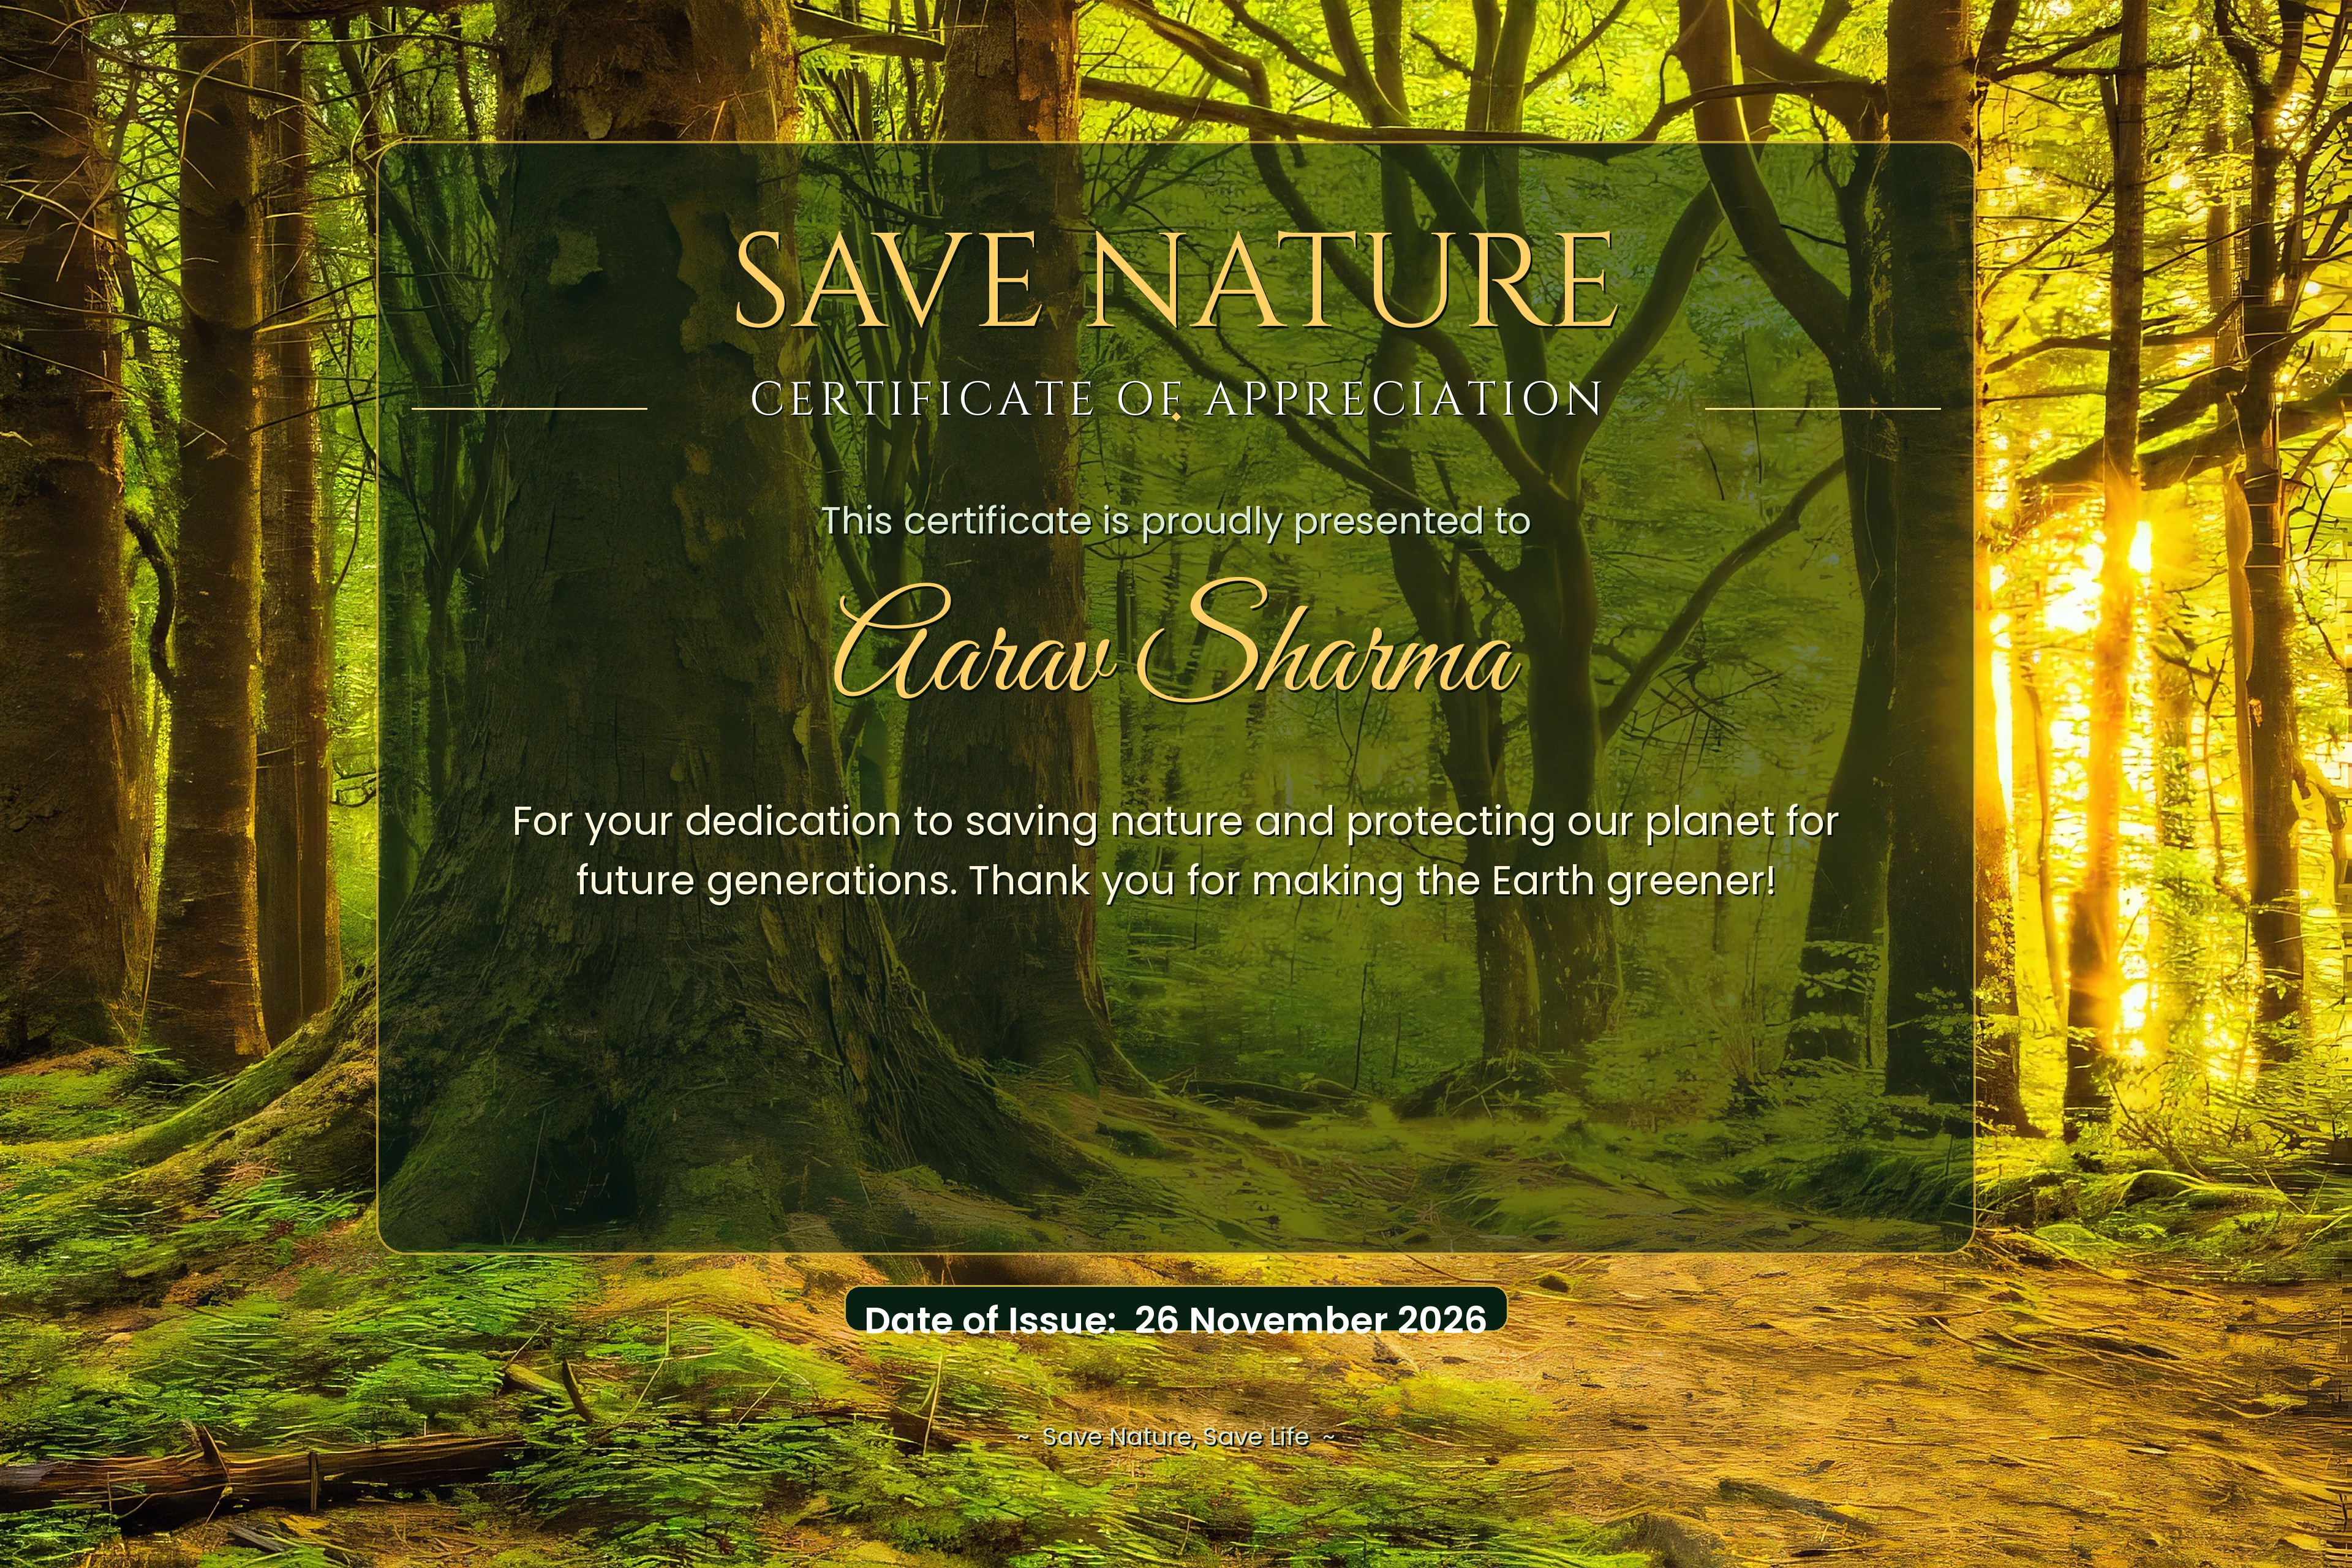 SAVE NATURE
CERTIFICATE OF APPRECIATION
This certificate is proudly presented to
Aarav Sharma
For your dedication to saving nature and protecting our planet for
future generations. Thank you for making the Earth greener!
Date of Issue: 26 November 2026
~ Save Nature, Save Life ~